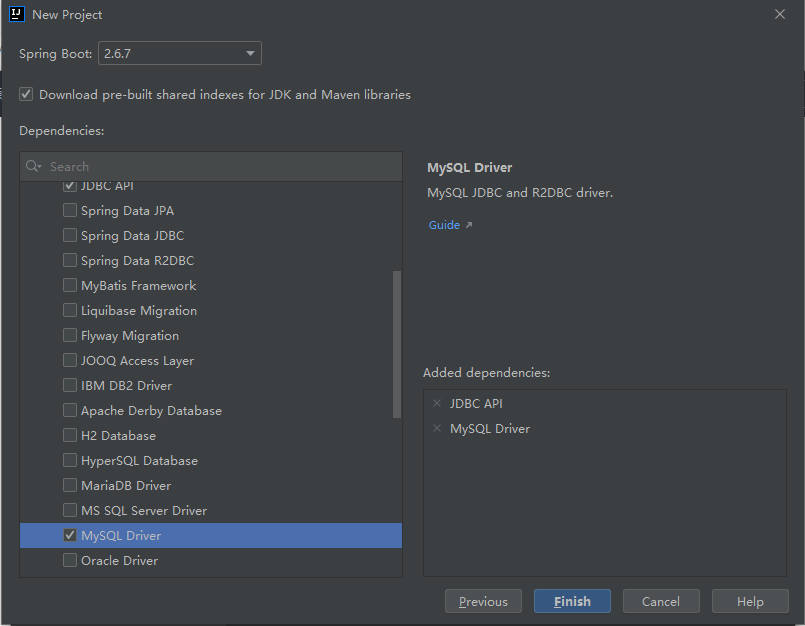 New Project
Spring Boot: 2.6.7
Download pre-built shared indexes for JDK and Maven libraries
Dependencies:
Search
JDBC API
Spring Data JPA
Spring Data JDBC
Spring Data R2DBC
MyBatis Framework
Liquibase Migration
Flyway Migration
JOOQ Access Layer
IBM DB2 Driver
Apache Derby Database
H2 Database
HyperSQL Database
MariaDB Driver
MS SQL Server Driver
MySQL Driver
Oracle Driver
MySQL Driver
MySQL JDBC and R2DBC driver.
Guide
Added dependencies:
JDBC API
MySQL Driver
Previous
Finish
Cancel
Help